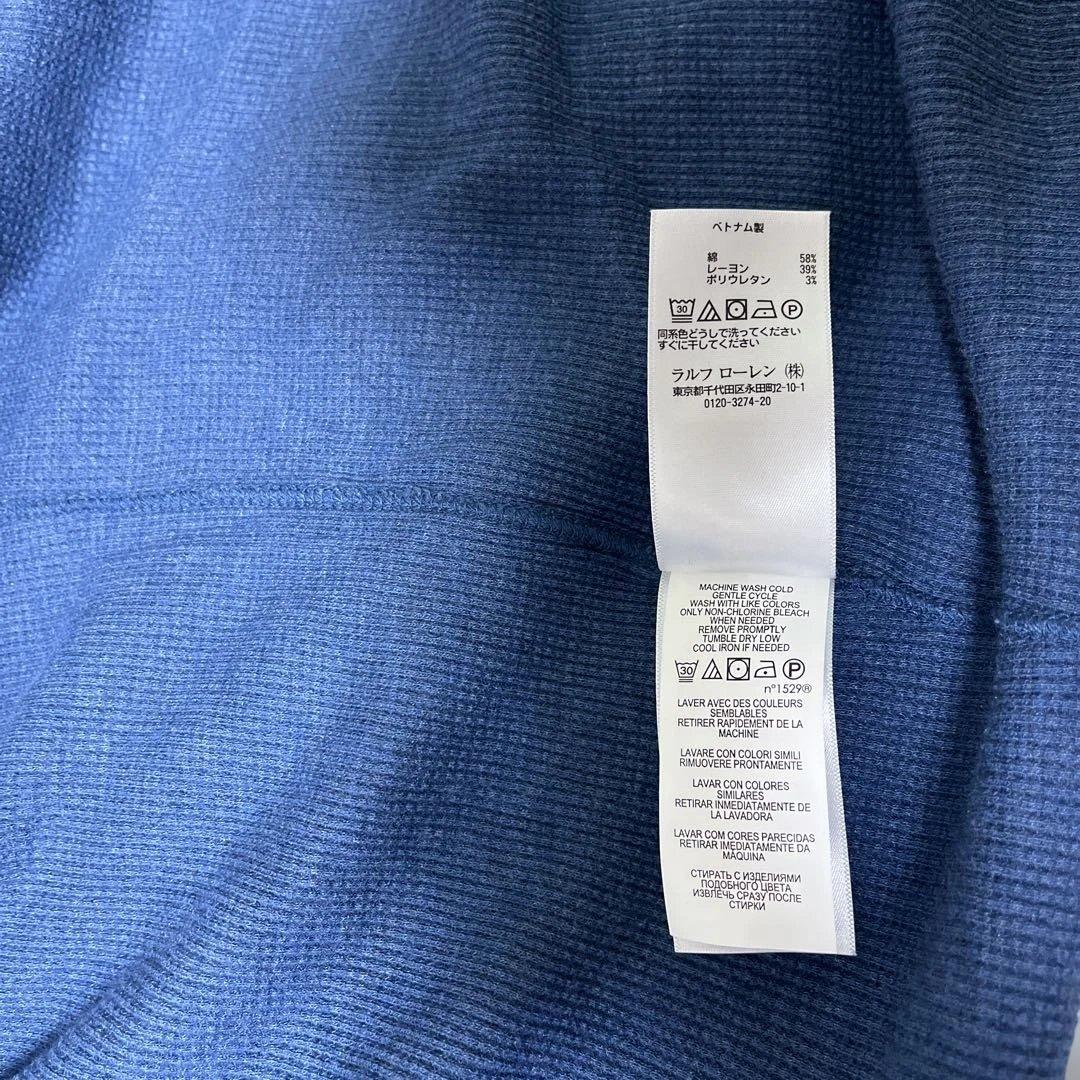 ベトナム製
綿 58%
レーヨン 39%
ポリウレタン 3%
30 P
同系色どうしで洗ってください
すぐに干してください
ラルフ ローレン (株)
東京都千代田区永田町2-10-1
0120-3274-20
MACHINE WASH COLD
GENTLE CYCLE
WASH WITH LIKE COLORS
ONLY NON-CHLORINE BLEACH
WHEN NEEDED
REMOVE PROMPTLY
TUMBLE DRY LOW
COOL IRON IF NEEDED
30 P
nº1529®
LAVER AVEC DES COULEURS
SEMBLABLES
RETIRER RAPIDEMENT DE LA
MACHINE
LAVARE CON COLORI SIMILI
RIMUOVERE PRONTAMENTE
LAVAR CON COLORES
SIMILARES
RETIRAR INMEDIATAMENTE DE
LA LAVADORA
LAVAR COM CORES PARECIDAS
RETIRAR IMEDIATAMENTE DA
MÁQUINA
СТИРАТЬ С ИЗДЕЛИЯМИ
ПОДОБНОГО ЦВЕТА
ИЗВЛЕЧЬ СРАЗУ ПОСЛЕ
СТИРКИ